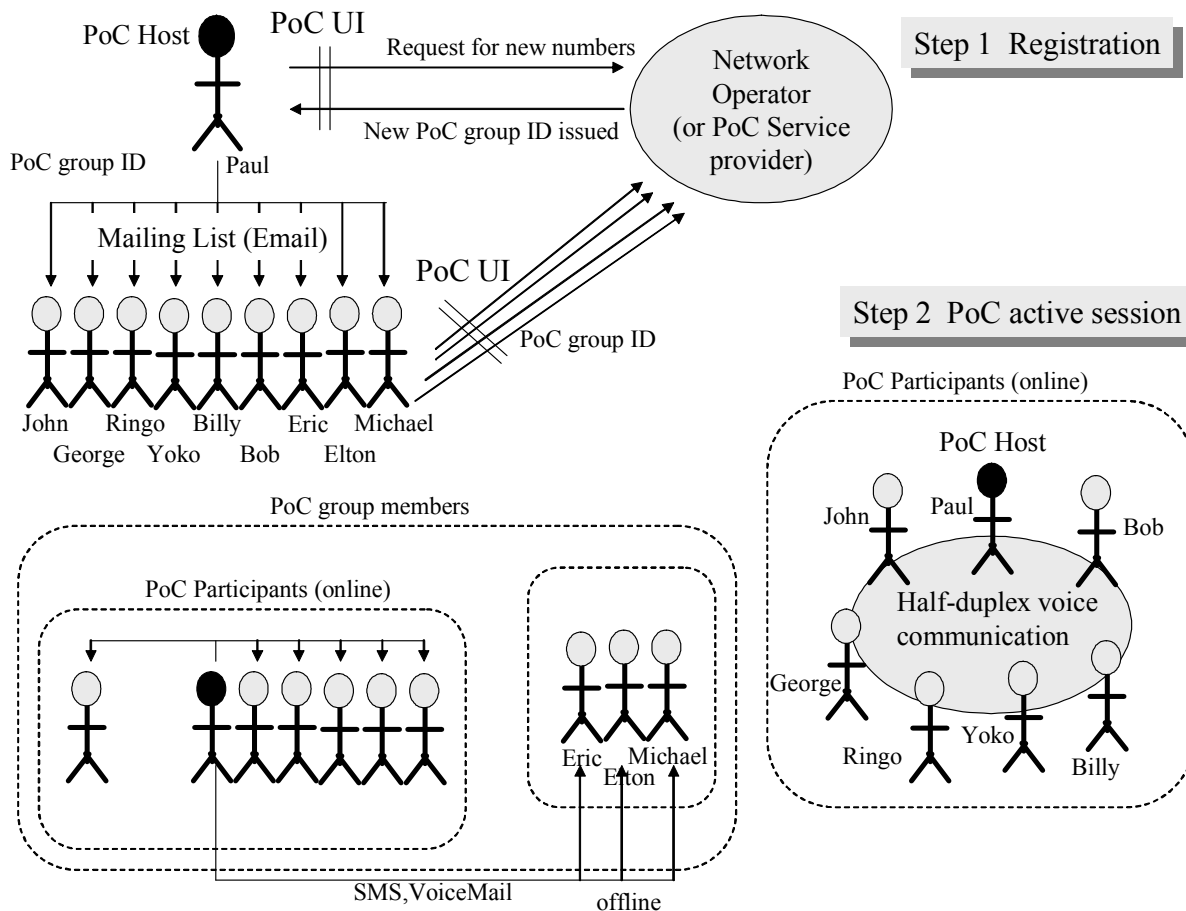 PoC Host
PoC UI
Request for new numbers
New PoC group ID issued
Network
Operator
(or PoC Service
provider)
Step 1 Registration
PoC group ID
Paul
Mailing List (Email)
PoC UI
PoC group ID
John
Ringo
Billy
Eric
Michael
George
Yoko
Bob
Elton
Step 2 PoC active session
PoC Participants (online)
PoC Host
John
Paul
Bob
Half-duplex voice
communication
George
Ringo
Yoko
Billy
PoC group members
PoC Participants (online)
Eric
Michael
Elton
SMS,VoiceMail
offline